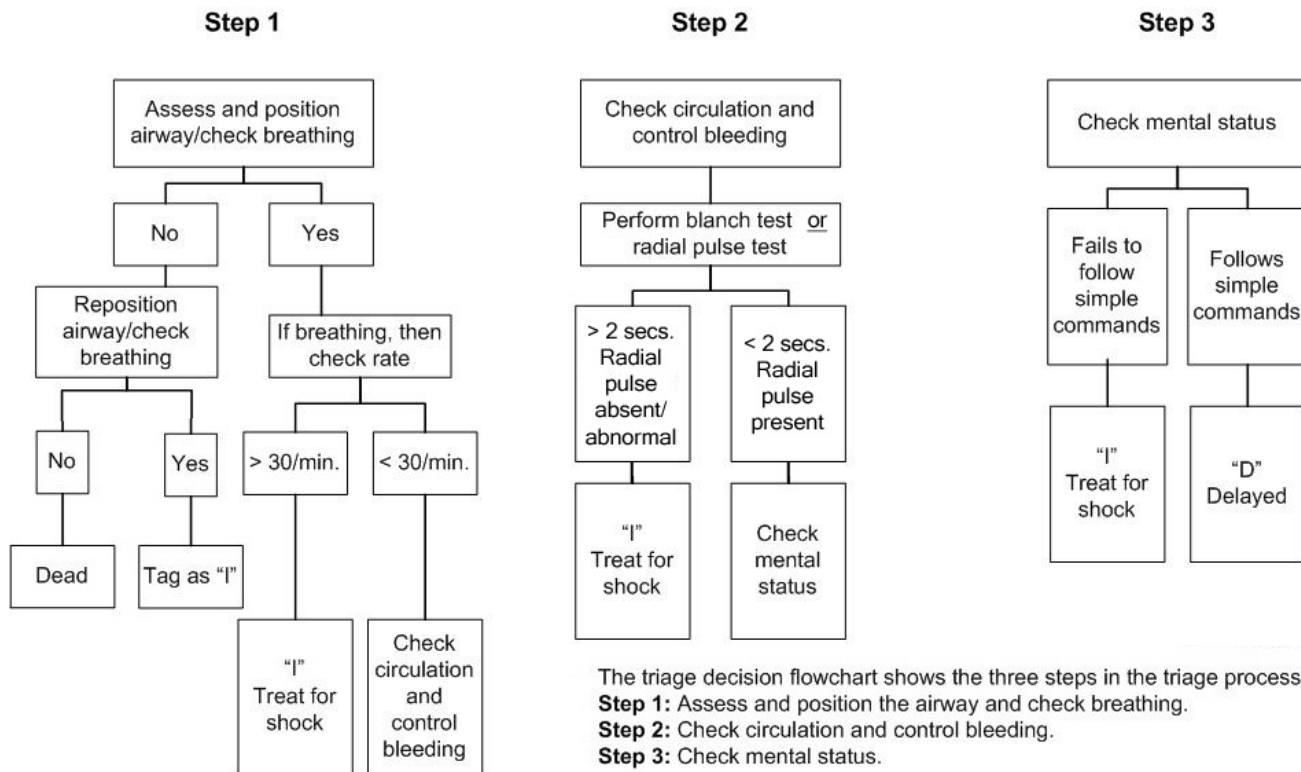 Step 1
Assess and position
airway/check breathing
No
Yes
Reposition
airway/check
breathing
If breathing, then
check rate
No
Yes
> 30/min.
< 30/min.
Dead
Tag as “I”
“I”
Treat for
shock
Check
circulation
and
control
bleeding
Step 2
Check circulation and
control bleeding
Perform blanch test or
radial pulse test
> 2 secs.
Radial
pulse
absent/
abnormal
< 2 secs.
Radial
pulse
present
“I”
Treat for
shock
Check
mental
status
Step 3
Check mental status
Fails to
follow
simple
commands
Follows
simple
commands
“I”
Treat for
shock
“D”
Delayed
The triage decision flowchart shows the three steps in the triage process
Step 1: Assess and position the airway and check breathing.
Step 2: Check circulation and control bleeding.
Step 3: Check mental status.